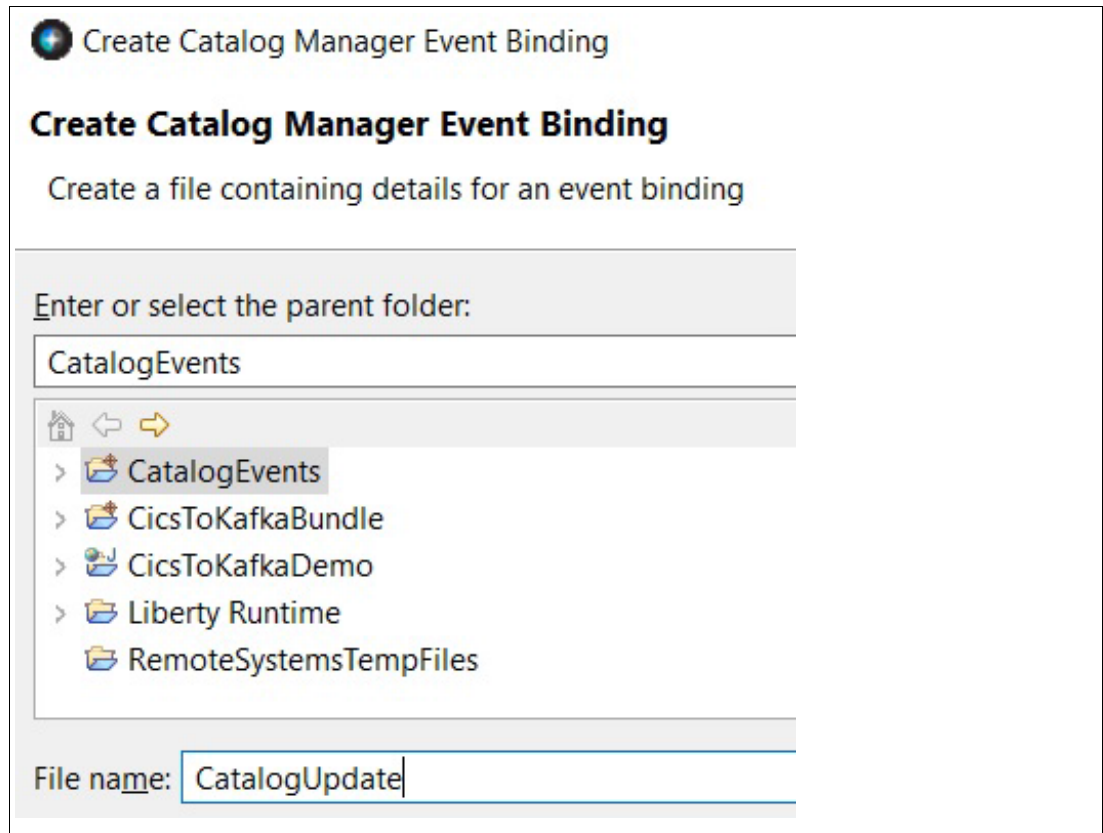 Create Catalog Manager Event Binding
Create Catalog Manager Event Binding
Create a file containing details for an event binding
Enter or select the parent folder:
CatalogEvents
CatalogEvents
CicsToKafkaBundle
CicsToKafkaDemo
Liberty Runtime
RemoteSystemsTempFiles
File name: CatalogUpdate